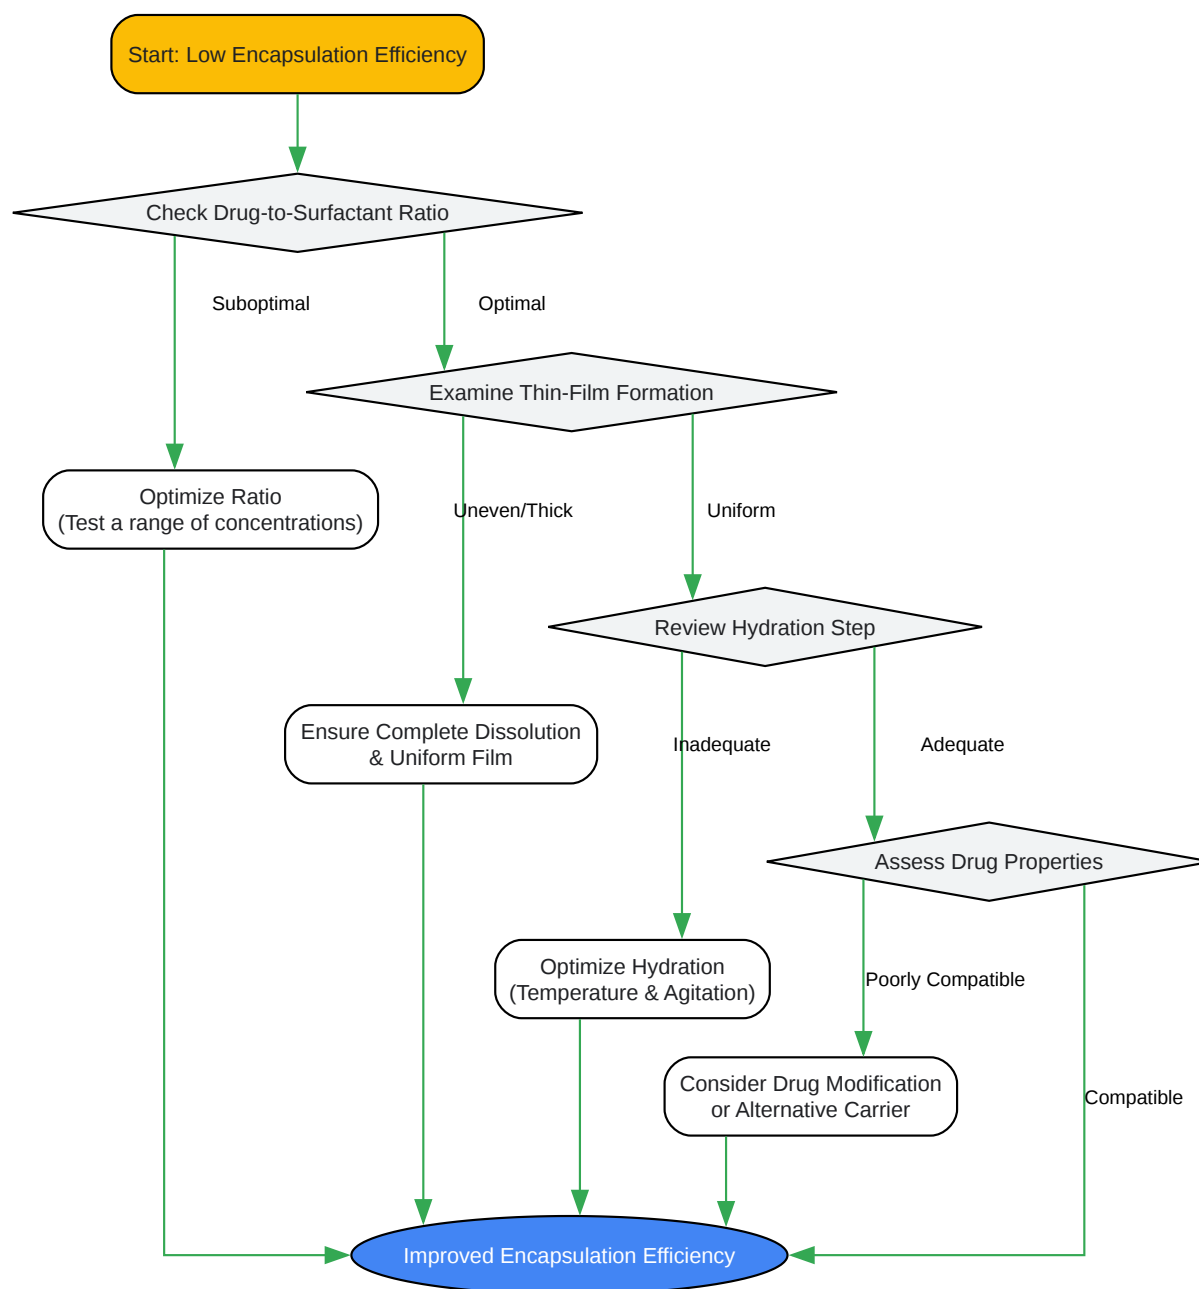 Start: Low Encapsulation Efficiency
Check Drug-to-Surfactant Ratio
Suboptimal
Optimal
Examine Thin-Film Formation
Optimize Ratio
(Test a range of concentrations)
Uneven/Thick
Uniform
Review Hydration Step
Ensure Complete Dissolution
& Uniform Film
Inadequate
Adequate
Assess Drug Properties
Optimize Hydration
(Temperature & Agitation)
Poorly Compatible
Consider Drug Modification
or Alternative Carrier
Compatible
Improved Encapsulation Efficiency